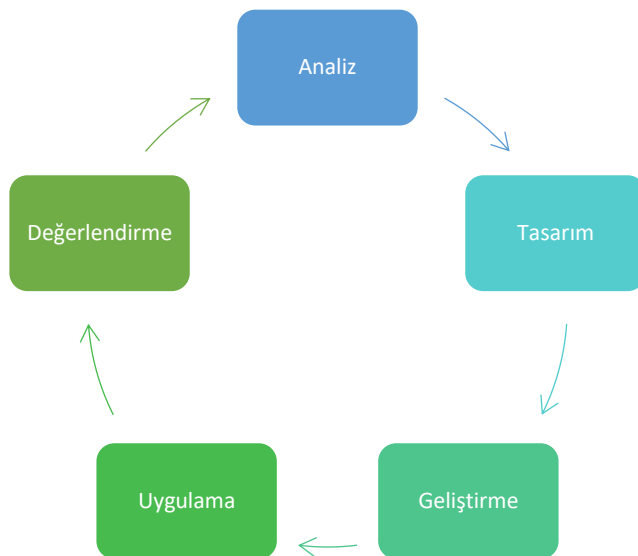 Analiz
Tasarım
Geliştirme
Uygulama
Değerlendirme